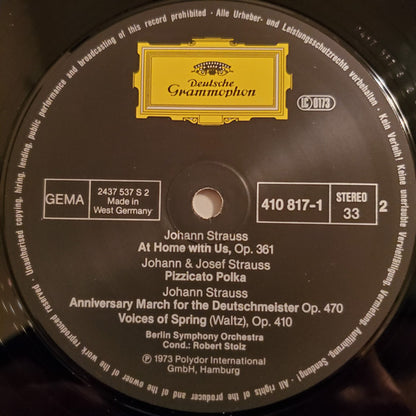 Deutsche
Grammophon
LC 0173
GEMA
2437 537 S 2
Made in
West Germany
410 817-1
STEREO
33
2
Johann Strauss
At Home with Us, Op. 361
Johann & Josef Strauss
Pizzicato Polka
Johann Strauss
Anniversary March for the Deutschmeister Op. 470
Voices of Spring (Waltz), Op. 410
Berlin Symphony Orchestra
Cond.: Robert Stolz
Ⓟ 1973 Polydor International
GmbH, Hamburg
Unauthorised copying, hiring, lending, public performance and broadcasting of this record prohibited · Alle Urheber- und Leistungsschutzrechte vorbehalten · Kein Verleih! Keine unerlaubte Vervielfältigung, Vermietung, Aufführung, Sendung! · All rights of the producer and of the owner of the work reproduced reserved ·